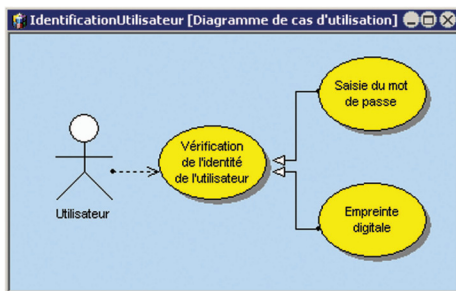 IdentificationUtilisateur [Diagramme de cas d'utilisation]
Saisie du mot
de passe
Vérification
de l'identité
de l'utilisateur
Utilisateur
Empreinte
digitale